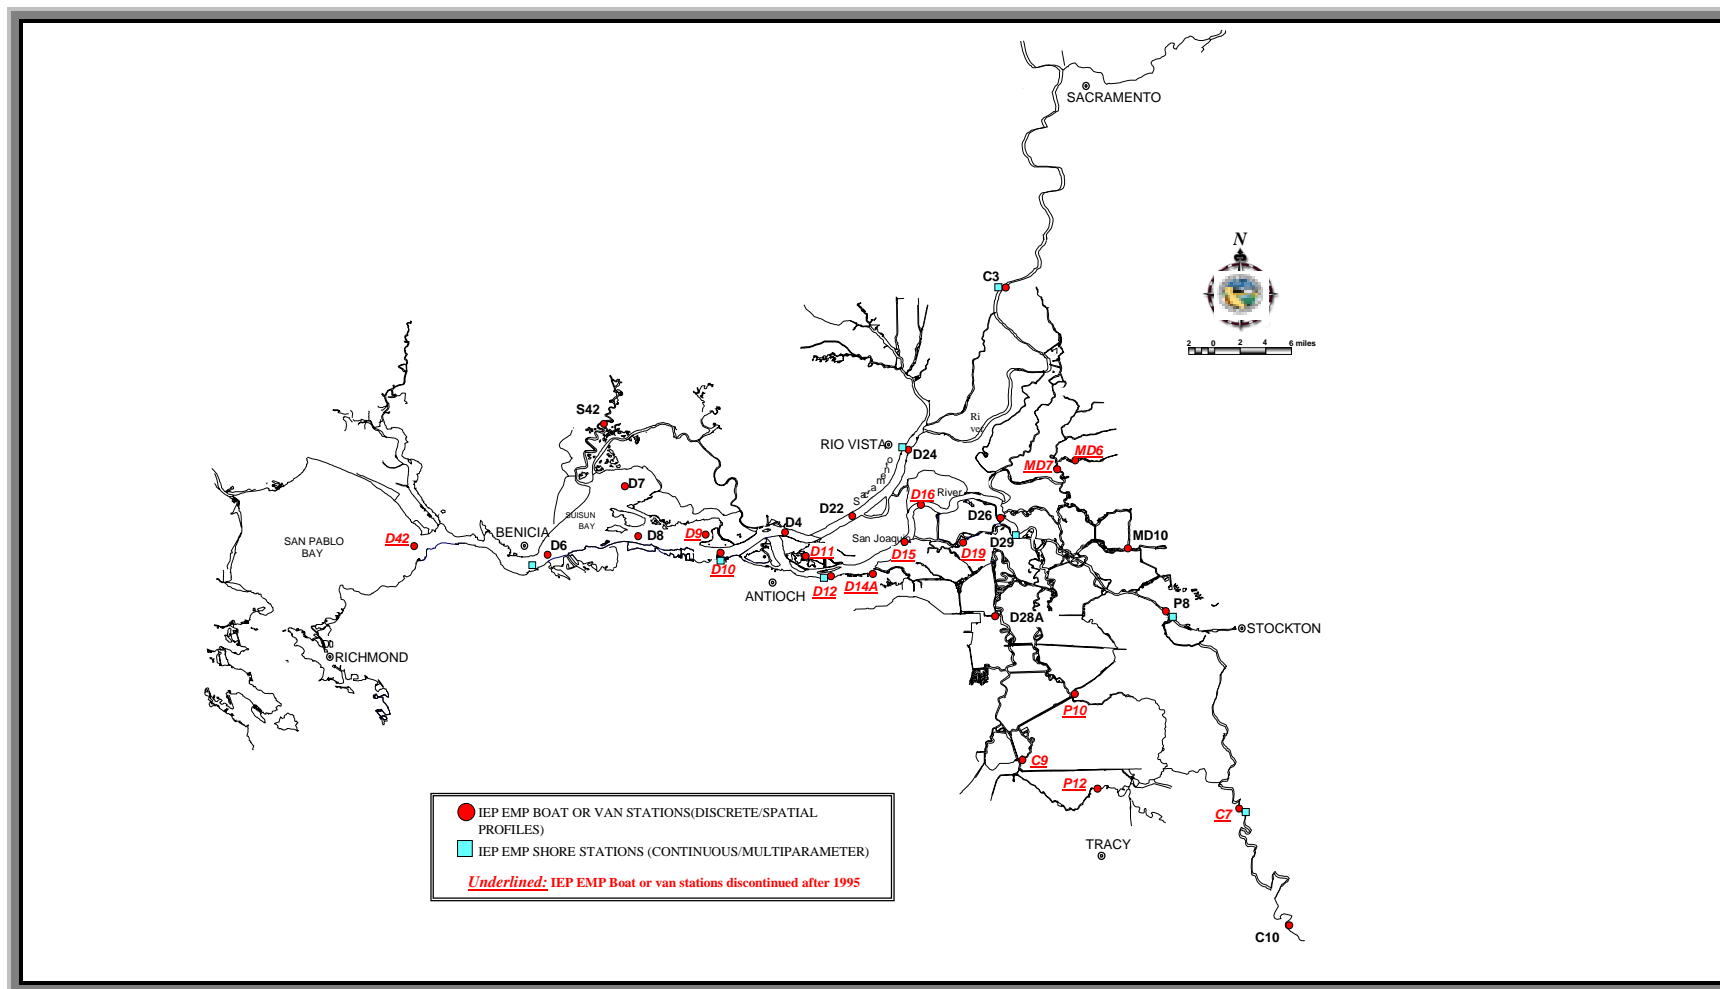 SACRAMENTO
N
C3
2 0 2 4 6 miles
S42
Ri
ver
RIO VISTA
D24
MD6
MD7
Sacramento
D7
D16
River
D22
SUISUN
BAY
D26
D4
BENICIA
D9
SAN PABLO
BAY
D42
D6
D8
San Joaquin
D15
D19
D29
MD10
D11
D10
D12
D14A
ANTIOCH
P8
D28A
STOCKTON
RICHMOND
P10
C9
P12
C7
IEP EMP BOAT OR VAN STATIONS(DISCRETE/SPATIAL
PROFILES)
IEP EMP SHORE STATIONS (CONTINUOUS/MULTIPARAMETER)
Underlined: IEP EMP Boat or van stations discontinued after 1995
TRACY
C10